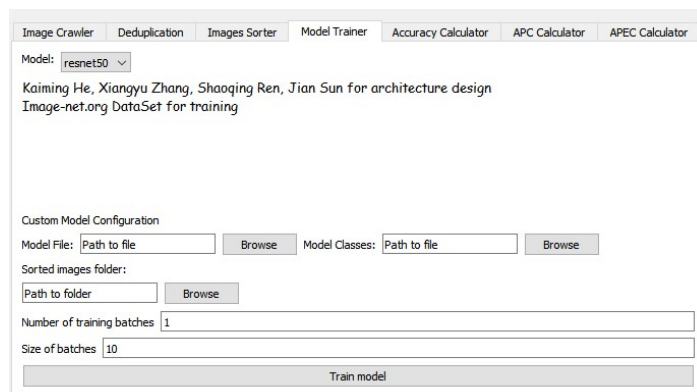 Image Crawler Deduplication Images Sorter Model Trainer Accuracy Calculator APC Calculator APEC Calculator
Model: resnet50
Kaiming He, Xiangyu Zhang, Shaoqing Ren, Jian Sun for architecture design
Image-net.org DataSet for training
Custom Model Configuration
Model File: Path to file Browse Model Classes: Path to file Browse
Sorted images folder:
Path to folder Browse
Number of training batches 1
Size of batches 10
Train model